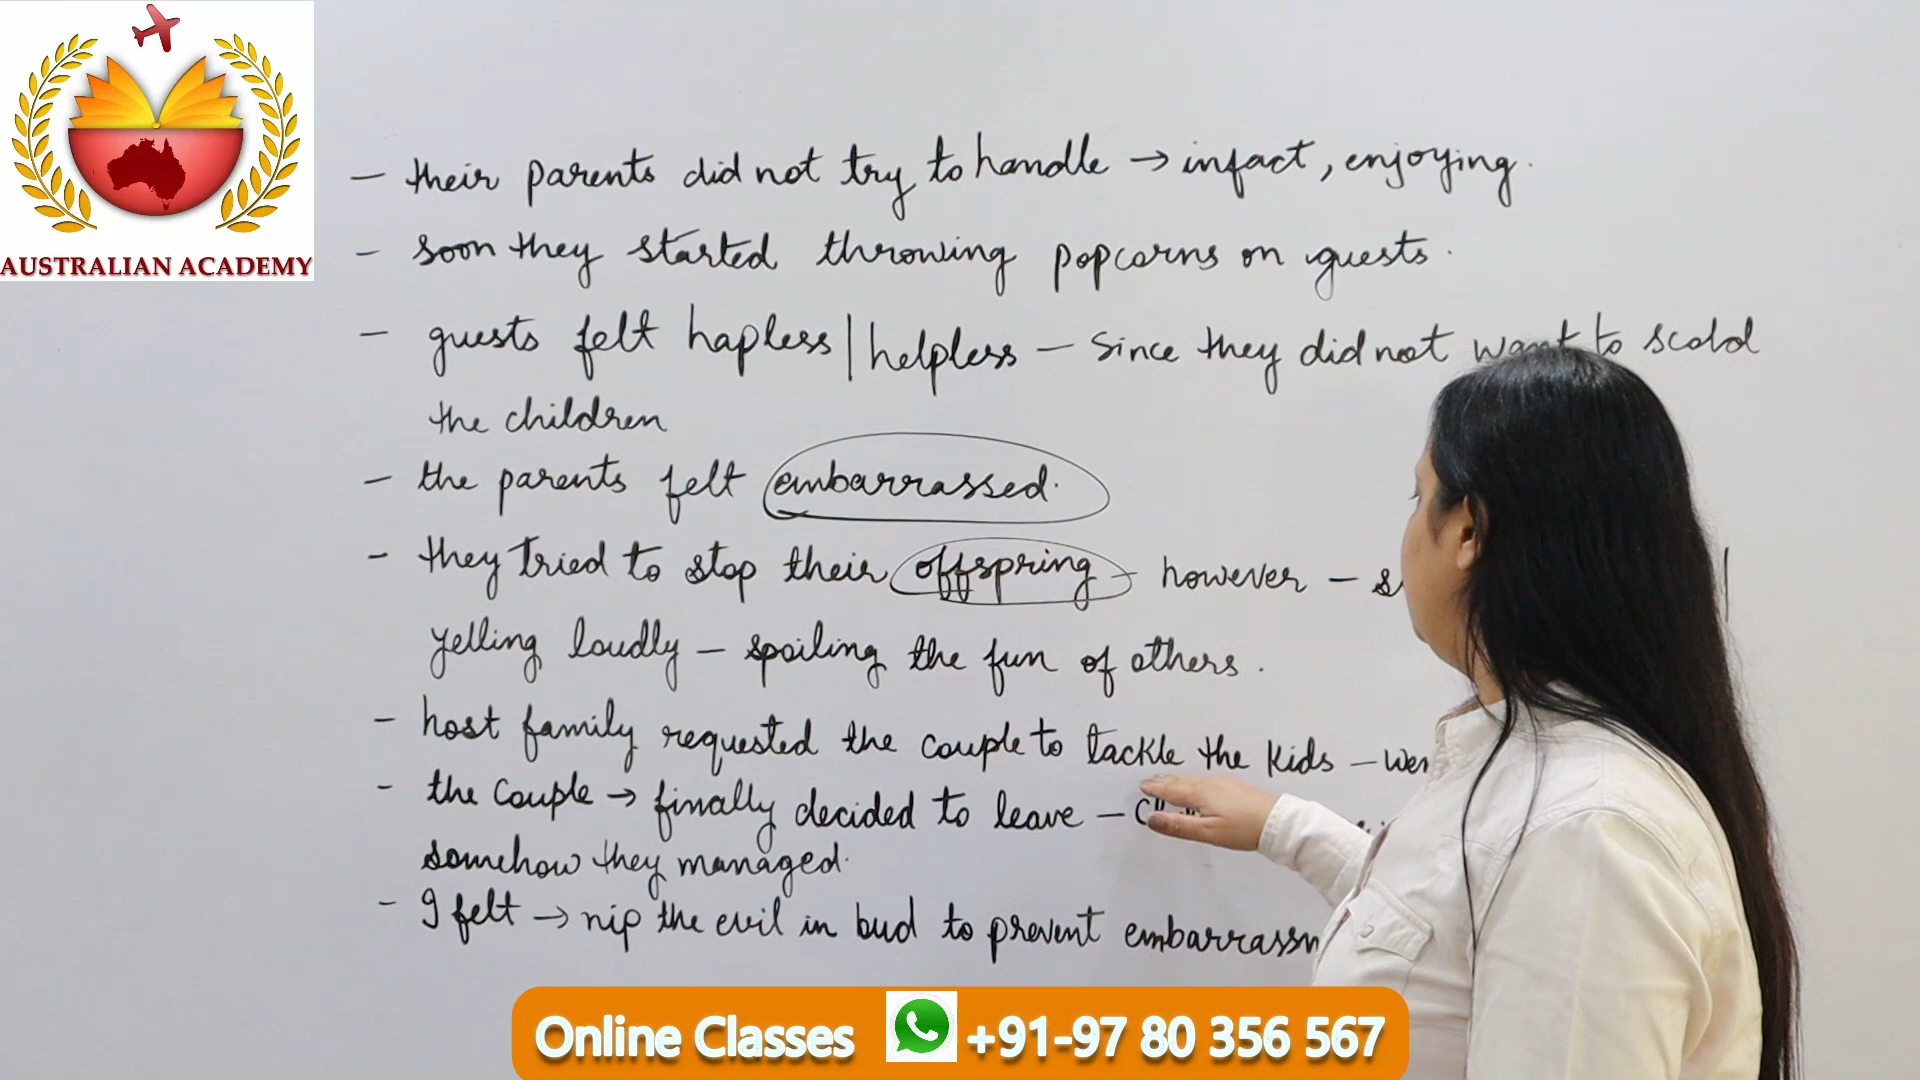 AUSTRALIAN ACADEMY
- their parents did not try to handle → infact, enjoying.
- soon they started throwing popcorns on guests.
- guests felt hapless | helpless - since they did not want to scold
the children
- the parents felt embarrassed.
- they tried to stop their offspring - however -
yelling loudly - spoiling the fun of others.
- host family requested the couple to tackle the kids -
- the couple → finally decided to leave -
somehow they managed.
- I felt → nip the evil in bud to prevent
Online Classes +91-97 80 356 567